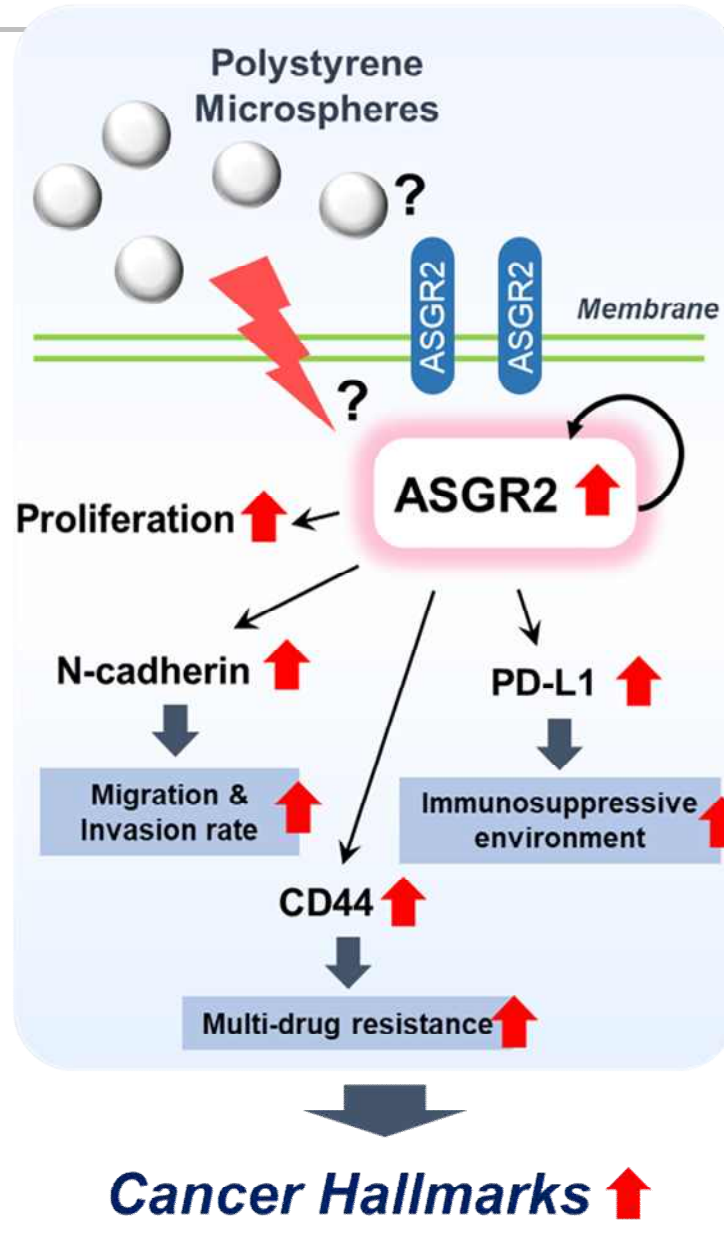 Polystyrene
Microspheres
?
ASGR2
ASGR2
Membrane
?
ASGR2
Proliferation
N-cadherin
PD-L1
Migration &
Invasion rate
Immunosuppressive
environment
CD44
Multi-drug resistance
Cancer Hallmarks